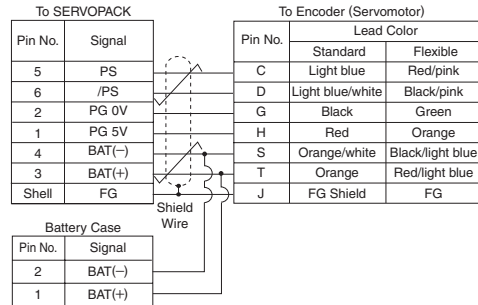 To SERVOPACK
Pin No. Signal
5 PS
6 /PS
2 PG 0V
1 PG 5V
4 BAT(−)
3 BAT(+)
Shell FG
Shield
Wire
To Encoder (Servomotor)
Pin No. Lead Color
Standard Flexible
C Light blue Red/pink
D Light blue/white Black/pink
G Black Green
H Red Orange
S Orange/white Black/light blue
T Orange Red/light blue
J FG Shield FG
Battery Case
Pin No. Signal
2 BAT(−)
1 BAT(+)